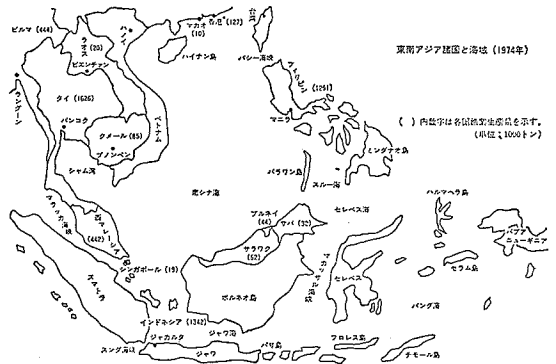 東南アジア諸国と海域 (1974年)
( ) 内数字は各国漁業生産量を示す。
(単位;1000トン)
ビルマ (444)
ラオス
(20)
ビエンチャン
ハノイ
マカオ
(10)
香港 (127)
ハイナン島
台湾
バシー海峡
フィリピン
(1291)
マニラ
ラングーン
タイ (1626)
バンコク
クメール (85)
プノンペン
ベトナム
シャム湾
パラワン島
スルー海
ミンダナオ島
南シナ海
マラッカ海峡
西マレーシア
(442)
シンガポール (19)
スマトラ
ブルネイ
サバ
サラワク
(52)
ボルネオ島
セレベス海
マカッサル海峡
セレベス
ハルマヘラ島
パプア
ニューギニア
セラム島
バンダ海
インドネシア (1342)
ジャカルタ
ジャワ海
スンダ海峡
ジャワ
バリ島
フロレス島
チモール島